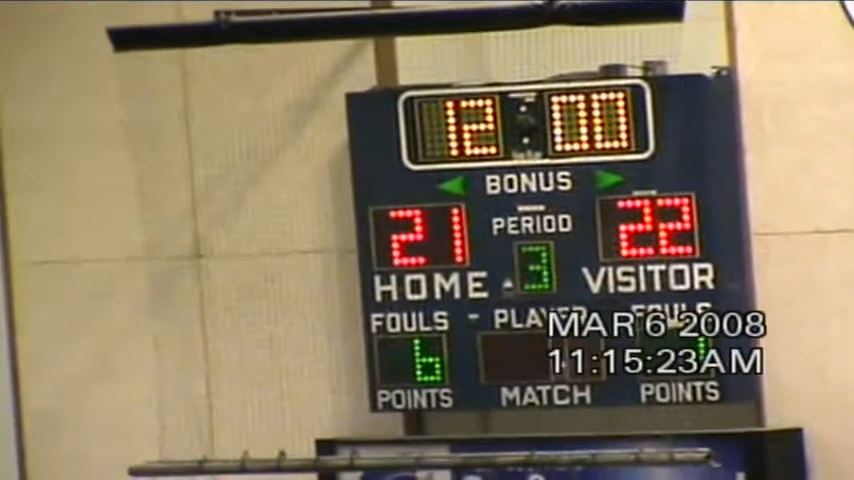 12 00
BONUS
21 PERIOD 22
3
HOME VISITOR
FOULS - PLAYER FOULS
MAR 6 2008
6
11:15:23AM
POINTS MATCH POINTS